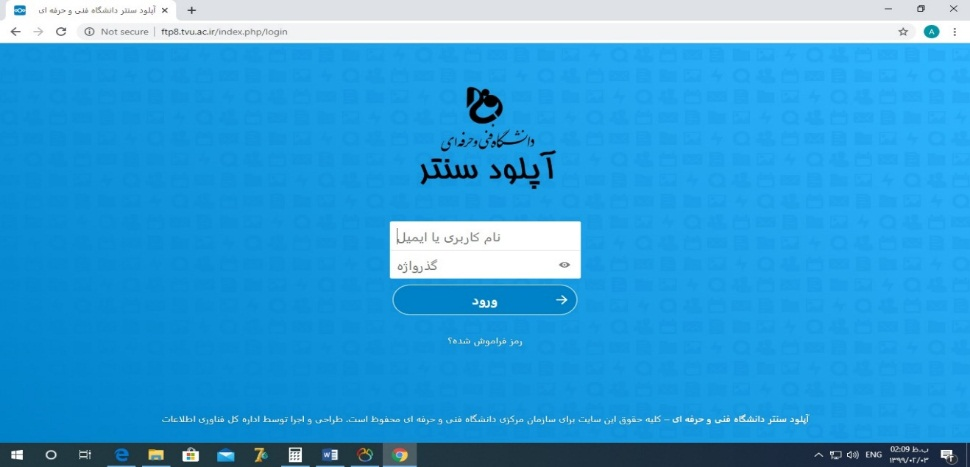 آپلود سنتر دانشگاه فنی و حرفه ای
Not secure | ftp8.tvu.ac.ir/index.php/login
A
دانشگاه فنی و حرفه ای
آپلود سنتر
نام کاربری یا ایمیل
گذرواژه
ورود
رمز فراموش شده؟
آپلود سنتر دانشگاه فنی و حرفه ای – کلیه حقوق این سایت برای سازمان مرکزی دانشگاه فنی و حرفه ای محفوظ است. طراحی و اجرا توسط اداره کل فناوری اطلاعات
ENG
02:09 ب.ظ
۱۳۹۹/۰۲/۰۳